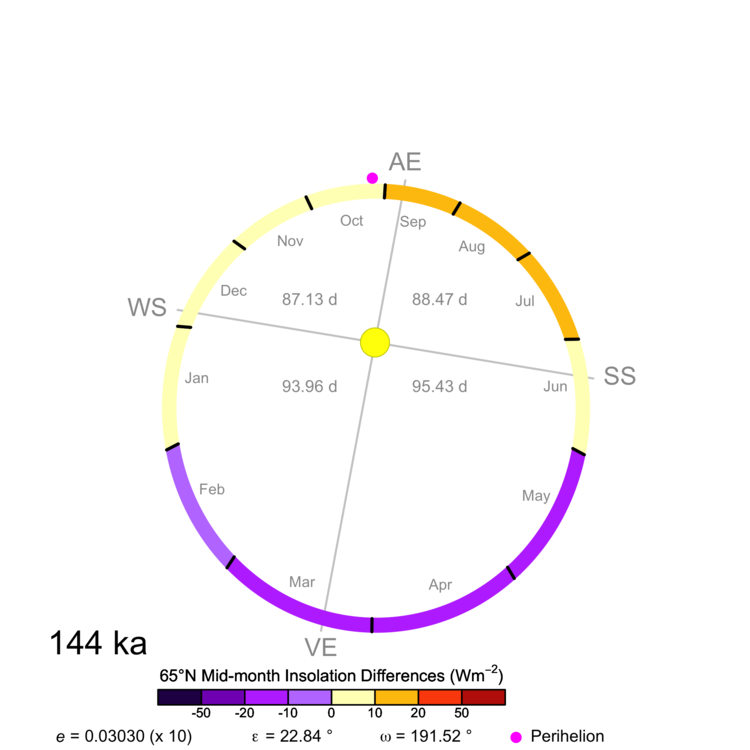 AE
Oct
Sep
Nov
Aug
Dec
87.13 d
88.47 d
Jul
WS
Jan
93.96 d
95.43 d
Jun
SS
Feb
May
Mar
Apr
144 ka
VE
65°N Mid-month Insolation Differences (Wm⁻²)
-50 -20 -10 0 10 20 50
e = 0.03030 (x 10) ε = 22.84 ° ω = 191.52 ° Perihelion